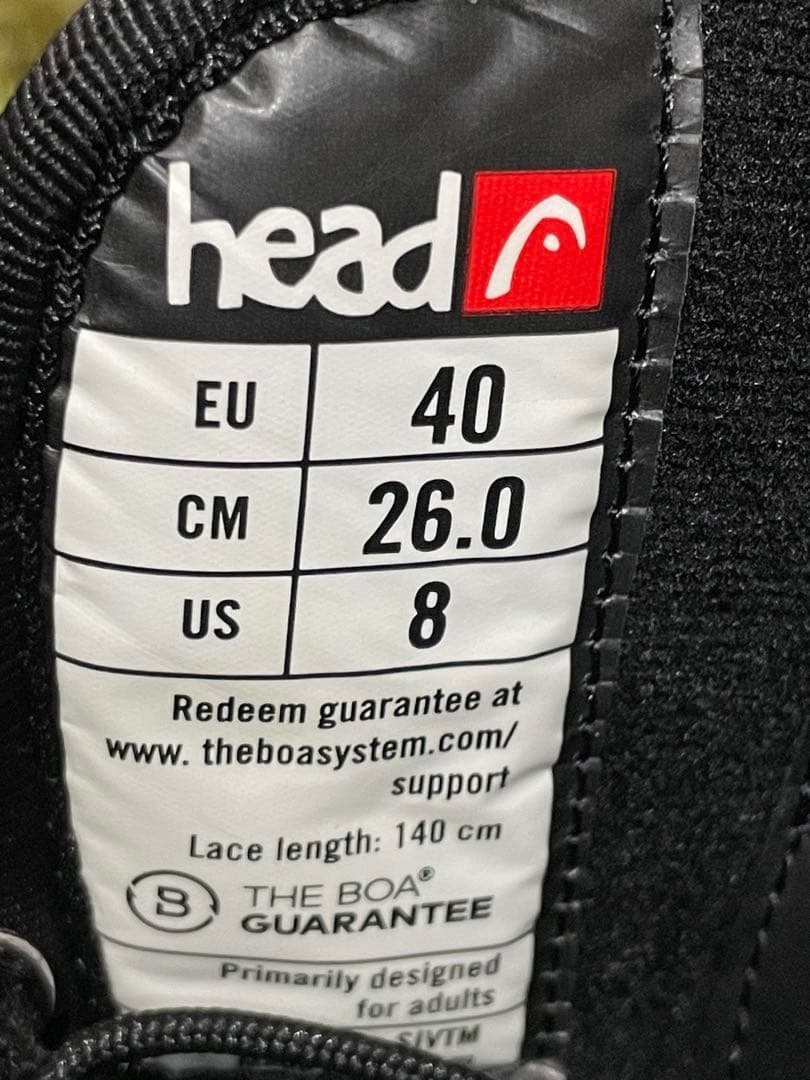 head
EU 40
CM 26.0
US 8
Redeem guarantee at
www. theboasystem.com/
support
Lace length: 140 cm
B THE BOA®
GUARANTEE
Primarily designed
for adults